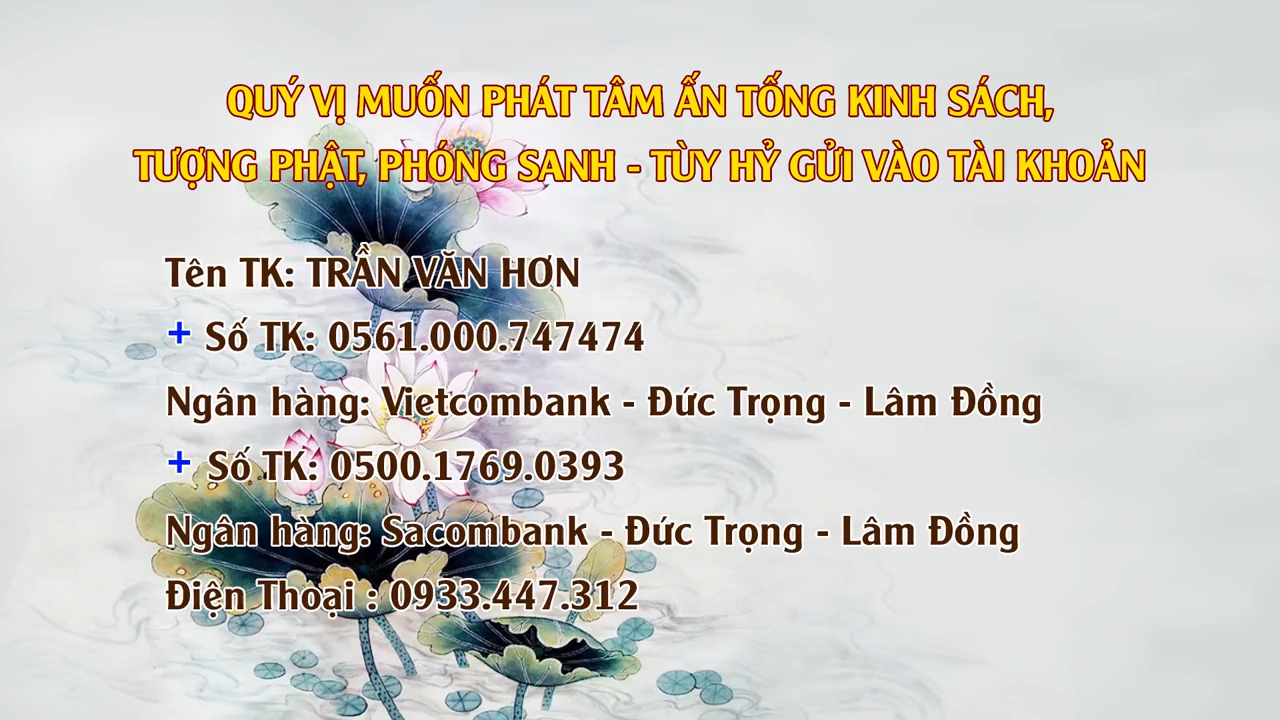 QUÝ VỊ MUỐN PHÁT TÂM ẤN TỐNG KINH SÁCH,
TƯỢNG PHẬT, PHÓNG SANH - TÙY HỶ GỬI VÀO TÀI KHOẢN
Tên TK: TRẦN VĂN HƠN
+ Số TK: 0561.000.747474
Ngân hàng: Vietcombank - Đức Trọng - Lâm Đồng
+ Số TK: 0500.1769.0393
Ngân hàng: Sacombank - Đức Trọng - Lâm Đồng
Điện Thoại : 0933.447.312